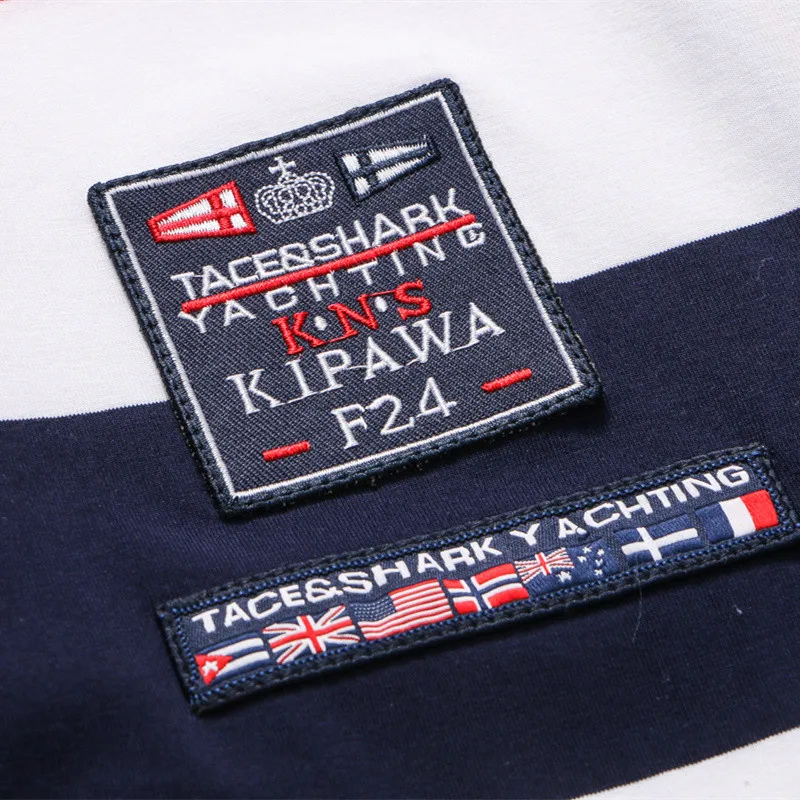 TACE&SHARK
YACHTING
K·N·S
KIPAWA
F24
TACE&SHARK YACHTING